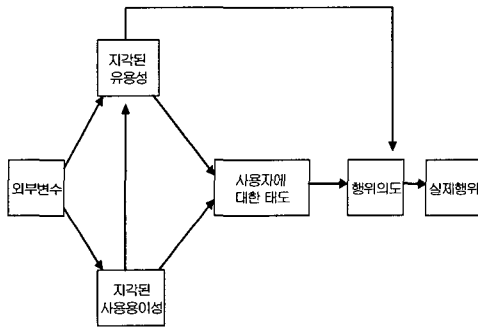 지각된
유용성
외부변수
사용자에
대한 태도
행위의도
실제행위
지각된
사용용이성